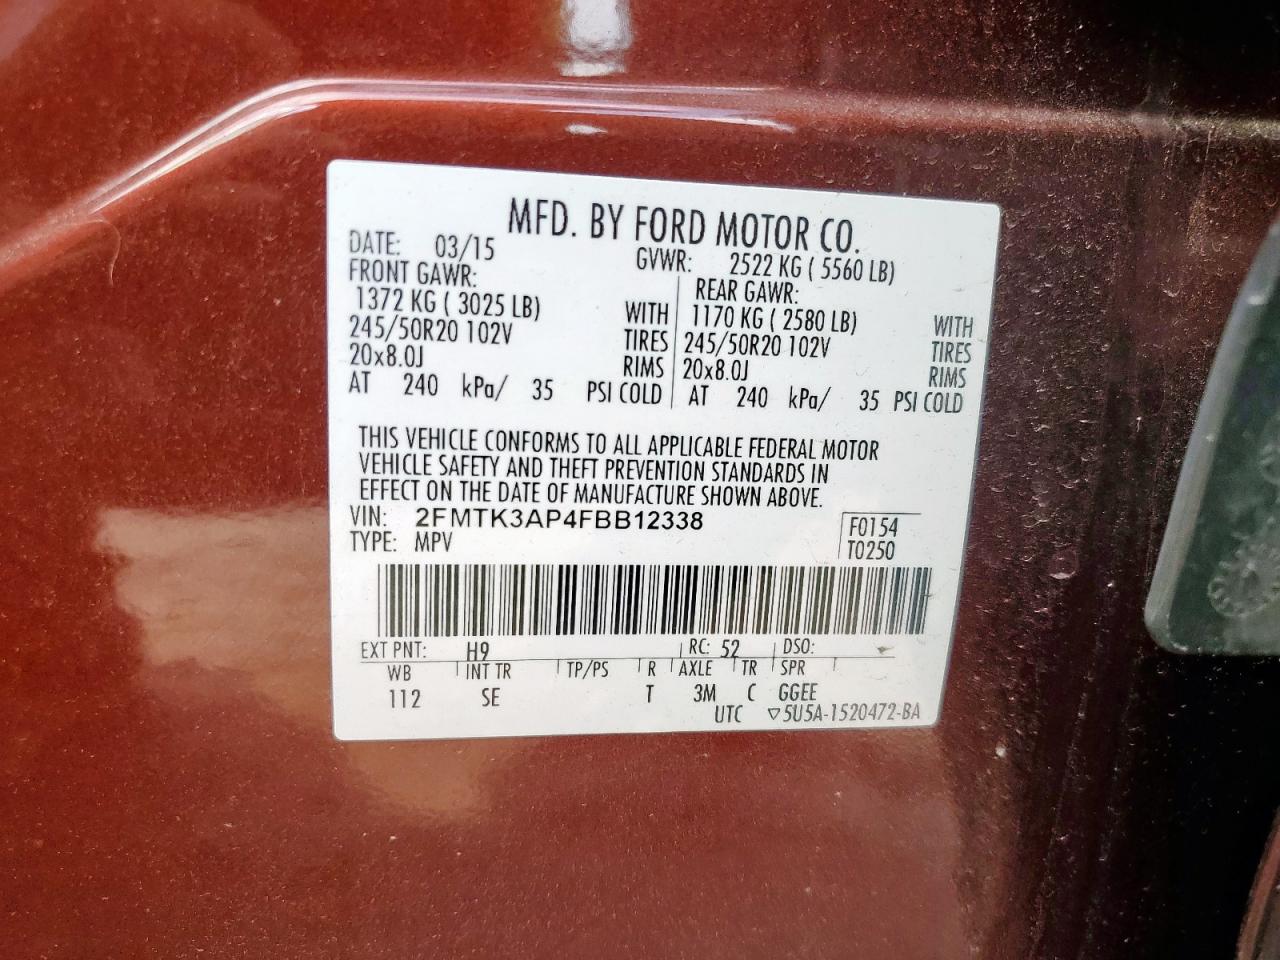 MFD. BY FORD MOTOR CO.
DATE: 03/15 GVWR: 2522 KG ( 5560 LB)
FRONT GAWR: REAR GAWR:
1372 KG ( 3025 LB) WITH 1170 KG ( 2580 LB) WITH
245/50R20 102V TIRES 245/50R20 102V TIRES
20x8.0J RIMS 20x8.0J RIMS
AT 240 kPa/ 35 PSI COLD AT 240 kPa/ 35 PSI COLD
THIS VEHICLE CONFORMS TO ALL APPLICABLE FEDERAL MOTOR
VEHICLE SAFETY AND THEFT PREVENTION STANDARDS IN
EFFECT ON THE DATE OF MANUFACTURE SHOWN ABOVE.
VIN: 2FMTK3AP4FBB12338 F0154
TYPE: MPV T0250
EXT PNT: H9 RC: 52 DSO:
WB INT TR TP/PS R AXLE TR SPR
112 SE T 3M C GGEE
UTC ▽5U5A-1520472-BA